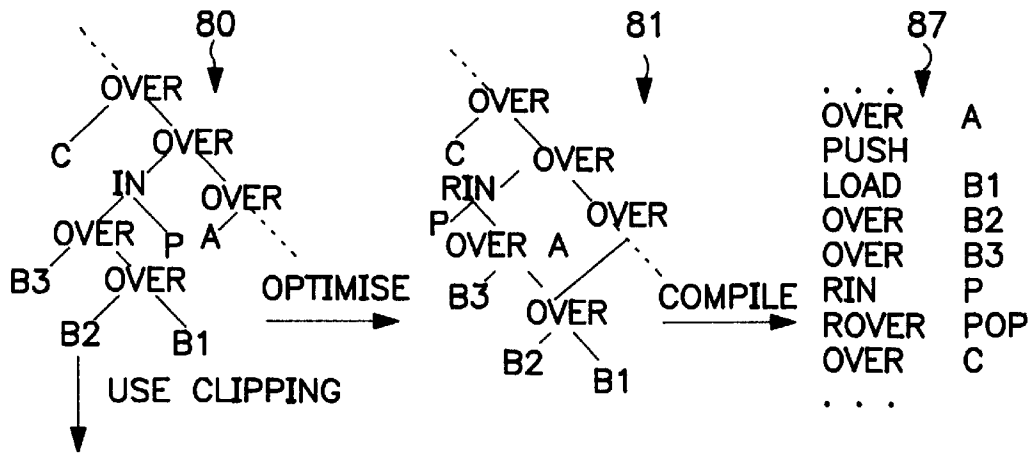 80
OVER
C
OVER
IN
OVER
OVER
P
A
B3
OVER
B2
B1
USE CLIPPING
OPTIMISE
81
OVER
C
OVER
RIN
OVER
P
OVER
A
B3
OVER
B2
B1
COMPILE
87
. . .
OVER A
PUSH
LOAD B1
OVER B2
OVER B3
RIN P
ROVER POP
OVER C
. . .